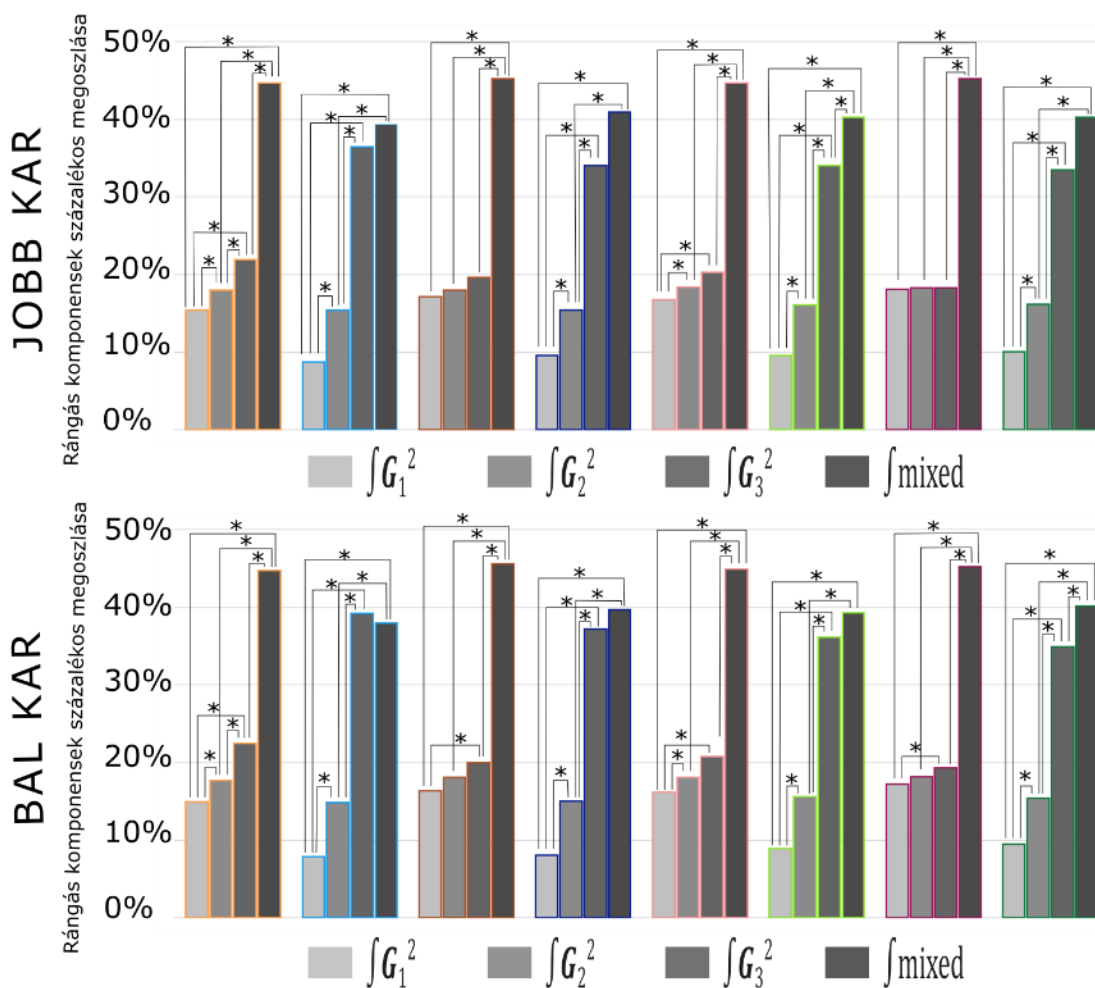 JOBB KAR
Rángás komponensek százalékos megoszlása
50%
40%
30%
20%
10%
0%
* * * * * * * * * * * * * * * * * * * * * * * * * * * * * * * * * * * * *
∫G₁² ∫G₂² ∫G₃² ∫mixed
BAL KAR
Rángás komponensek százalékos megoszlása
50%
40%
30%
20%
10%
0%
∫G₁² ∫G₂² ∫G₃² ∫mixed